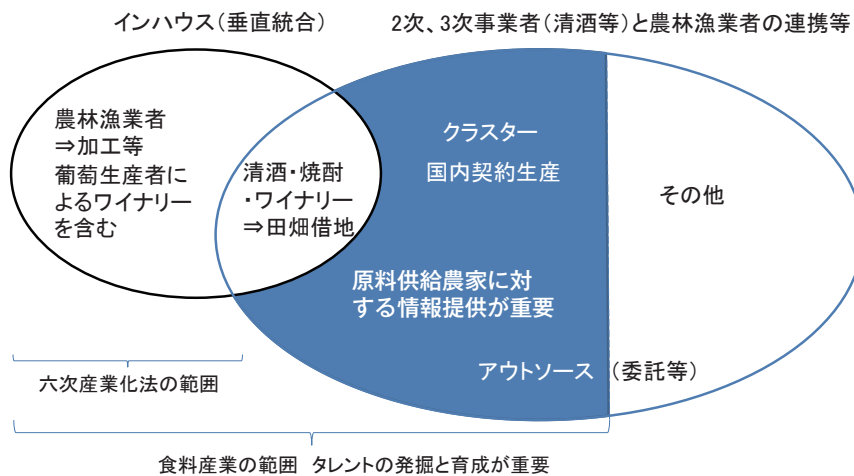 インハウス（垂直統合）
2次、3次事業者（清酒等）と農林漁業者の連携等
農林漁業者
⇒加工等
葡萄生産者に
よるワイナリー
を含む
清酒・焼酎
・ワイナリー
⇒田畑借地
クラスター
国内契約生産
その他
原料供給農家に対
する情報提供が重要
アウトソース（委託等）
六次産業化法の範囲
食料産業の範囲 タレントの発掘と育成が重要